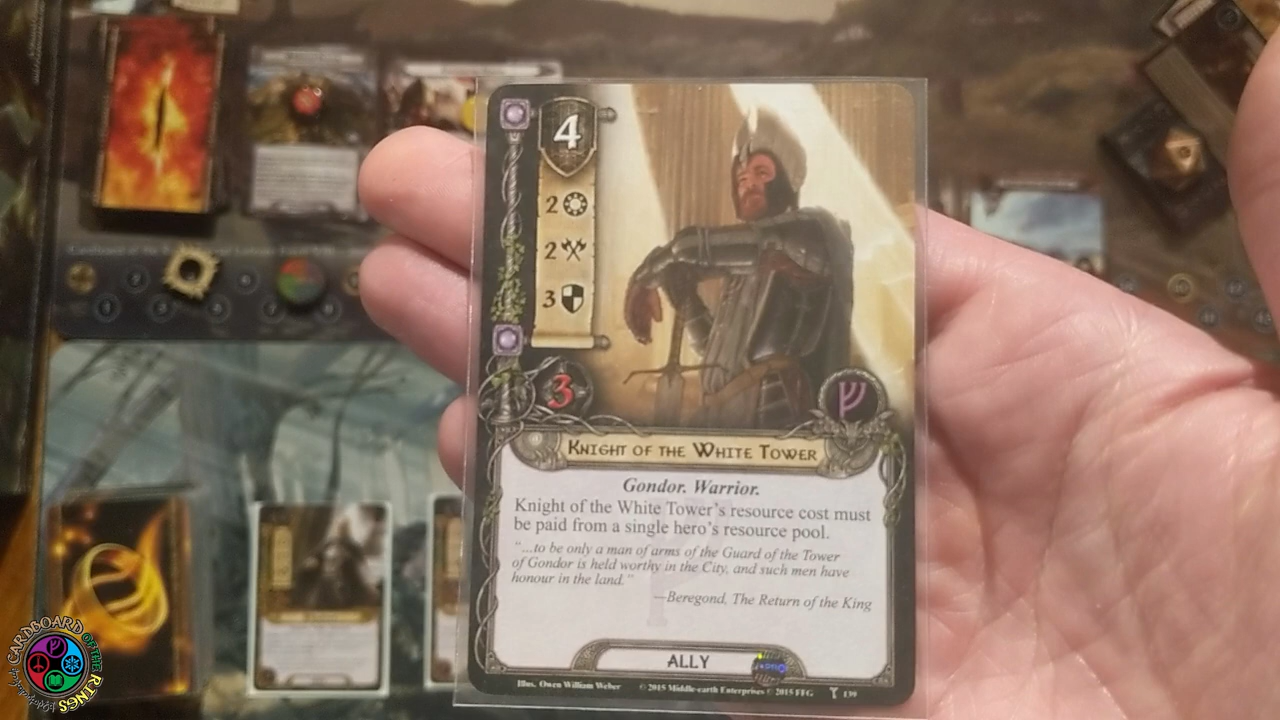 4
2
2
3
3
KNIGHT OF THE WHITE TOWER
Gondor. Warrior.
Knight of the White Tower's resource cost must
be paid from a single hero's resource pool.
"...to be only a man of arms of the Guard of the Tower
of Gondor is held worthy in the City, and such men have
honour in the land."
—Beregond, The Return of the King
ALLY
Illus. Owen William Weber © 2015 Middle-earth Enterprises © 2015 FFG 139
CARDBOARD OF THE RINGS